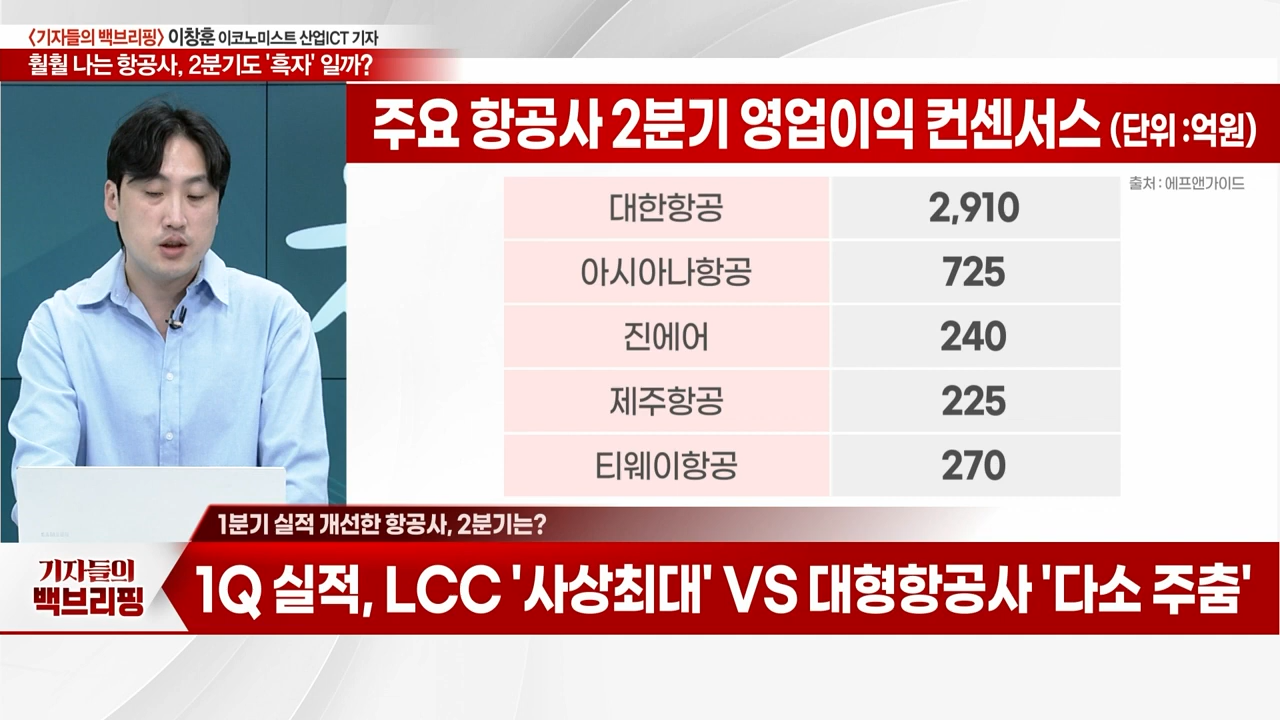 <기자들의 백브리핑> 이창훈 이코노미스트 산업ICT 기자
훨훨 나는 항공사, 2분기도 '흑자' 일까?
주요 항공사 2분기 영업이익 컨센서스 (단위 :억원)
출처 : 에프앤가이드
대한항공 2,910
아시아나항공 725
진에어 240
제주항공 225
티웨이항공 270
1분기 실적 개선한 항공사, 2분기는?
기자들의
백브리핑
1Q 실적, LCC '사상최대' VS 대형항공사 '다소 주춤'